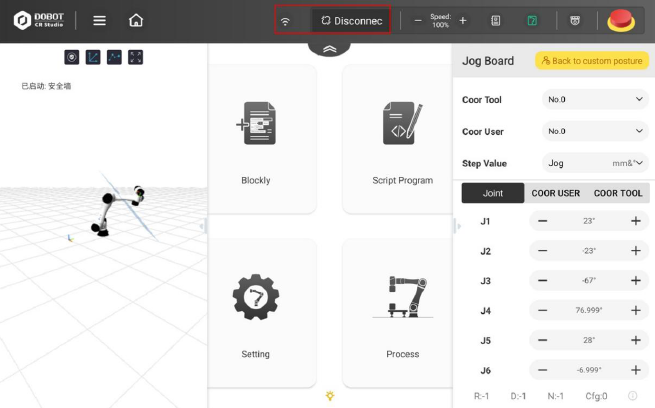 DOBOT
CR Studio
Disconnec
Speed:
100%
Jog Board
Back to custom posture
已启动: 安全墙
Coor Tool
No.0
Coor User
No.0
Step Value
Jog
mm&°
Blockly
Script Program
Joint
COOR USER
COOR TOOL
J1
23°
J2
-23°
J3
-67°
J4
76.999°
J5
28°
J6
-6.999°
Setting
Process
R:-1
D:-1
N:-1
Cfg:0